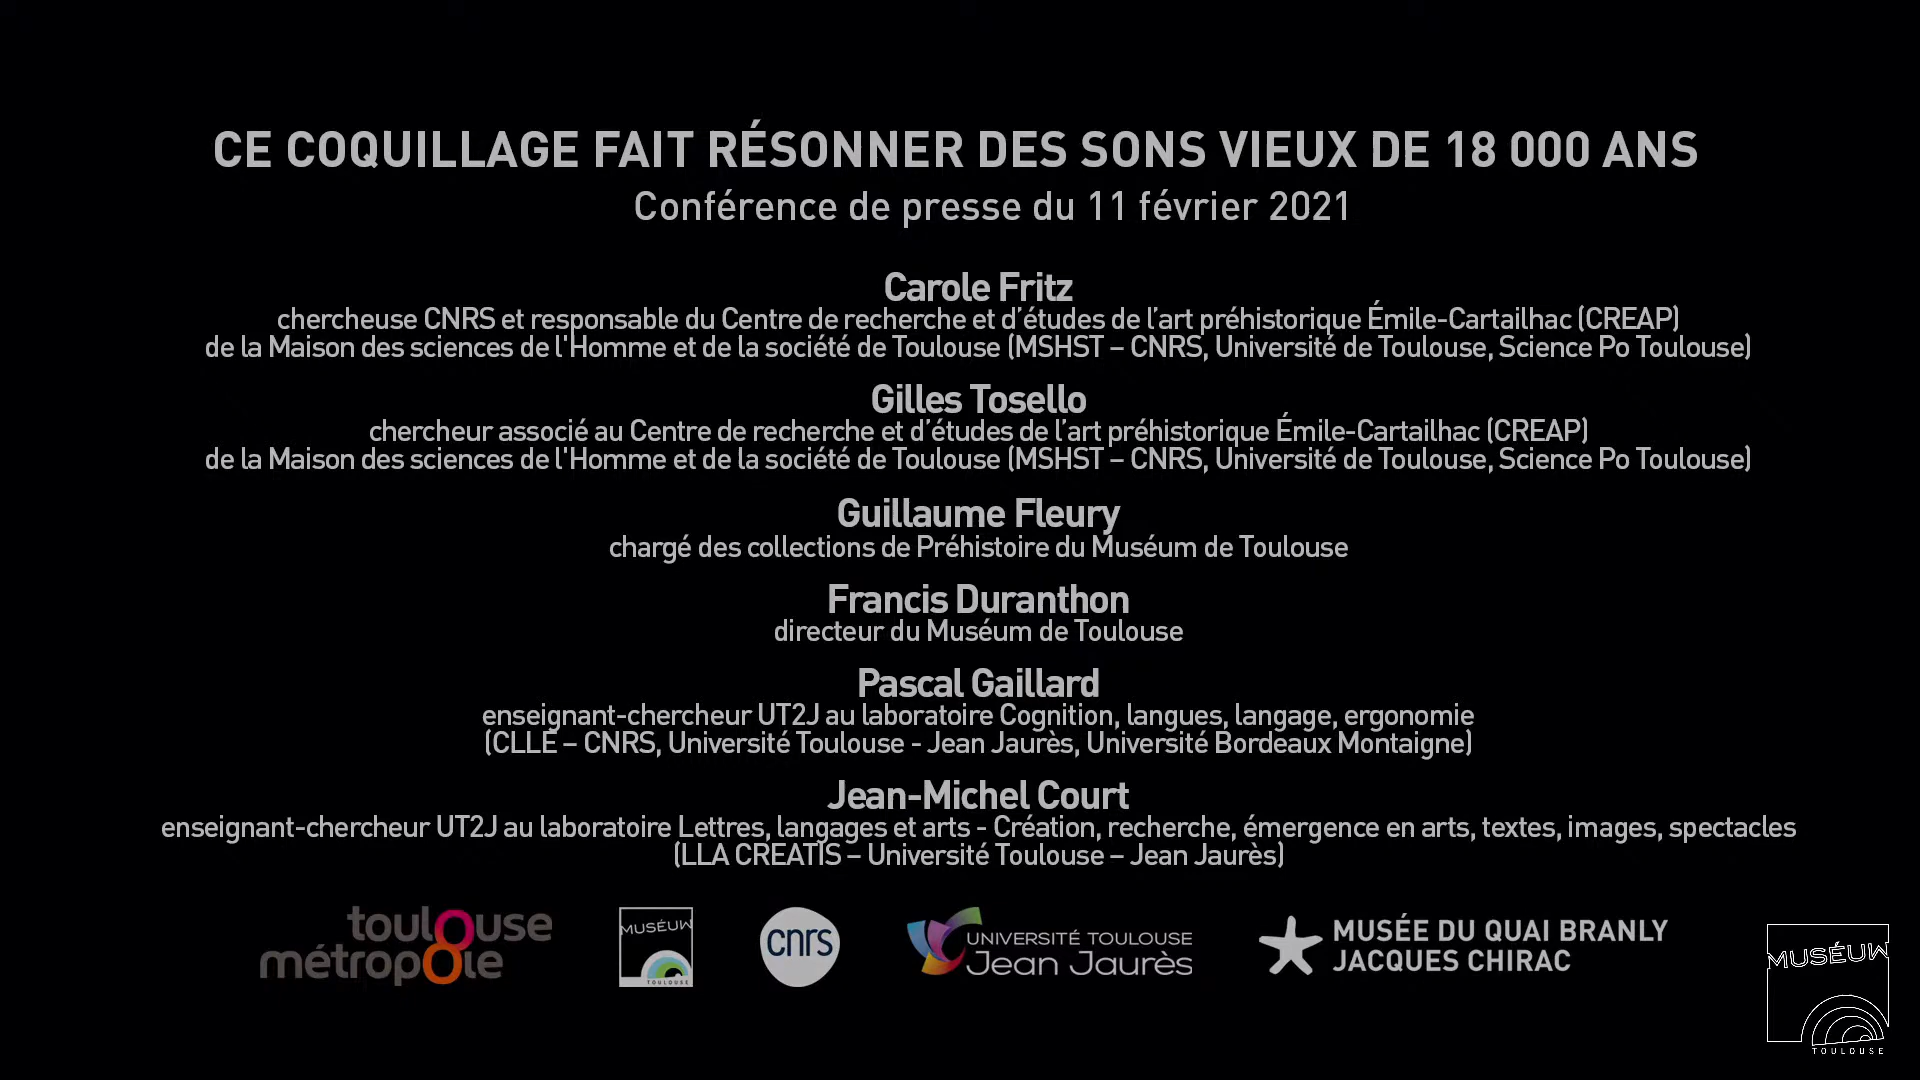 CE COQUILLAGE FAIT RÉSONNER DES SONS VIEUX DE 18 000 ANS
Conférence de presse du 11 février 2021
Carole Fritz
chercheuse CNRS et responsable du Centre de recherche et d’études de l’art préhistorique Émile-Cartailhac (CREAP)
de la Maison des sciences de l'Homme et de la société de Toulouse (MSHST – CNRS, Université de Toulouse, Science Po Toulouse)
Gilles Tosello
chercheur associé au Centre de recherche et d’études de l’art préhistorique Émile-Cartailhac (CREAP)
de la Maison des sciences de l'Homme et de la société de Toulouse (MSHST – CNRS, Université de Toulouse, Science Po Toulouse)
Guillaume Fleury
chargé des collections de Préhistoire du Muséum de Toulouse
Francis Duranthon
directeur du Muséum de Toulouse
Pascal Gaillard
enseignant-chercheur UT2J au laboratoire Cognition, langues, langage, ergonomie
(CLLE – CNRS, Université Toulouse - Jean Jaurès, Université Bordeaux Montaigne)
Jean-Michel Court
enseignant-chercheur UT2J au laboratoire Lettres, langages et arts - Création, recherche, émergence en arts, textes, images, spectacles
(LLA CREATIS – Université Toulouse – Jean Jaurès)
toulouse
métropole
MUSÉUM
TOULOUSE
cnrs
UNIVERSITÉ TOULOUSE
Jean Jaurès
MUSÉE DU QUAI BRANLY
JACQUES CHIRAC
MUSÉUM
TOULOUSE